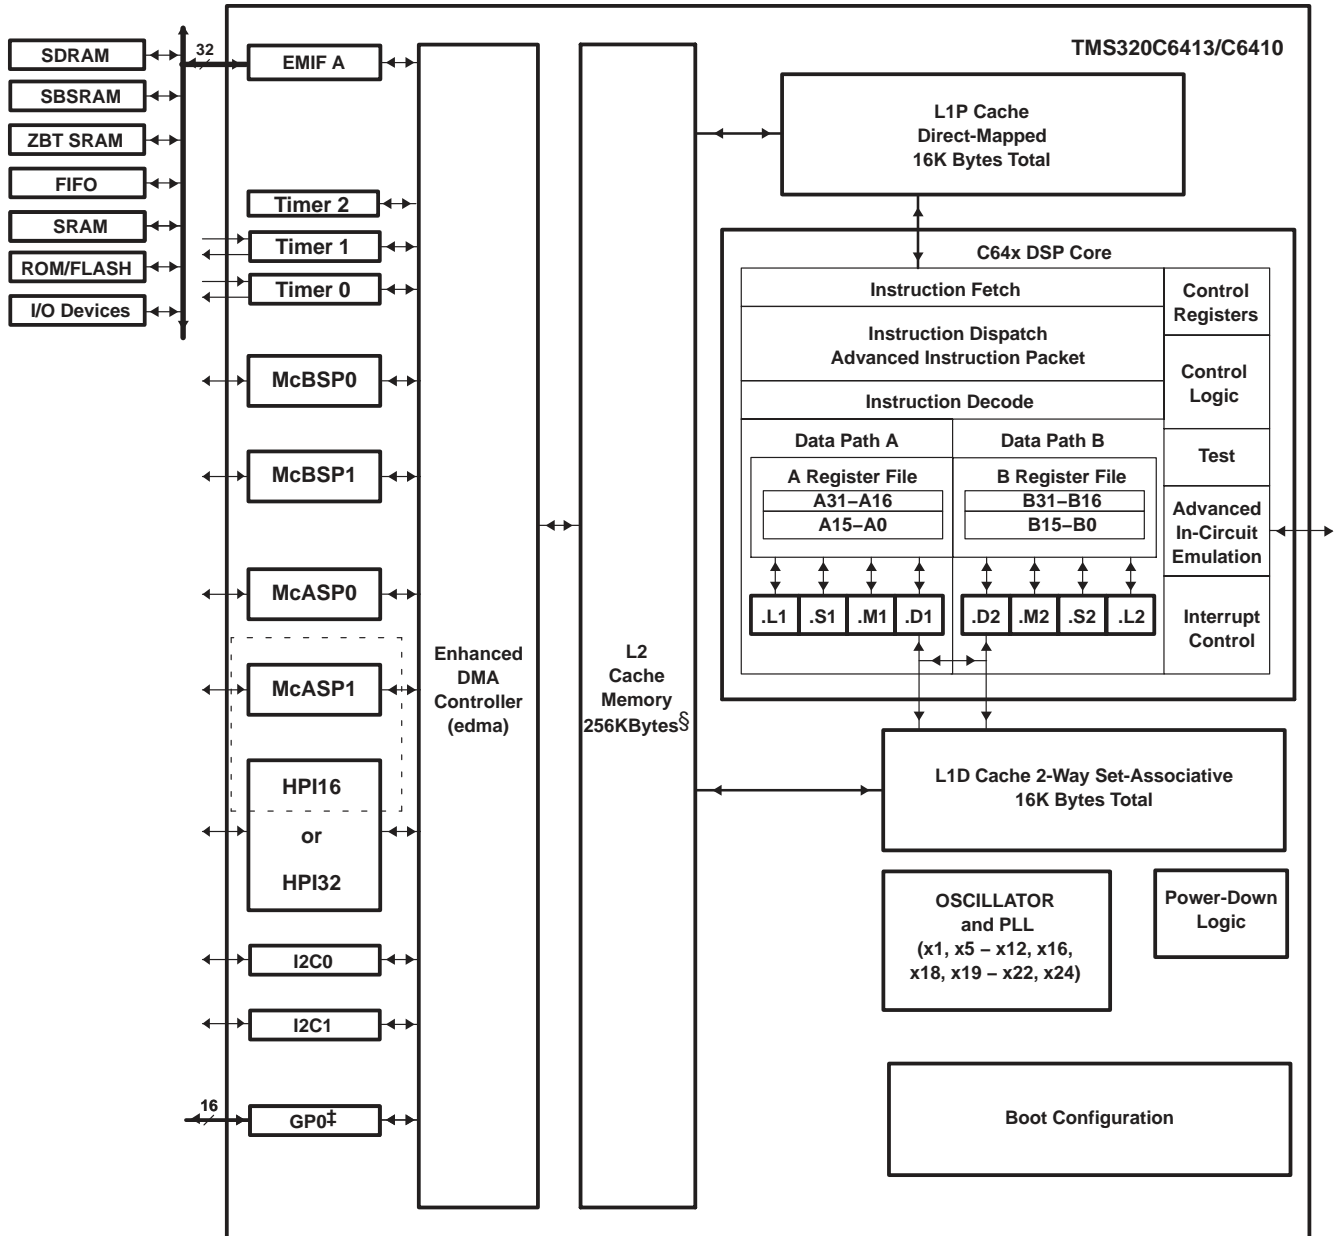 TMS320C6413/C6410
SDRAM
SBSRAM
ZBT SRAM
FIFO
SRAM
ROM/FLASH
I/O Devices
32
EMIF A
Timer 2
Timer 1
Timer 0
McBSP0
McBSP1
McASP0
McASP1
HPI16
or
HPI32
I2C0
I2C1
16
GP0‡
Enhanced
DMA
Controller
(edma)
L2
Cache
Memory
256KBytes§
L1P Cache
Direct-Mapped
16K Bytes Total
C64x DSP Core
Instruction Fetch
Instruction Dispatch
Advanced Instruction Packet
Instruction Decode
Data Path A
A Register File
A31–A16
A15–A0
.L1 .S1 .M1 .D1
Data Path B
B Register File
B31–B16
B15–B0
.D2 .M2 .S2 .L2
Control
Registers
Control
Logic
Test
Advanced
In-Circuit
Emulation
Interrupt
Control
L1D Cache 2-Way Set-Associative
16K Bytes Total
OSCILLATOR
and PLL
(x1, x5 – x12, x16,
x18, x19 – x22, x24)
Power-Down
Logic
Boot Configuration